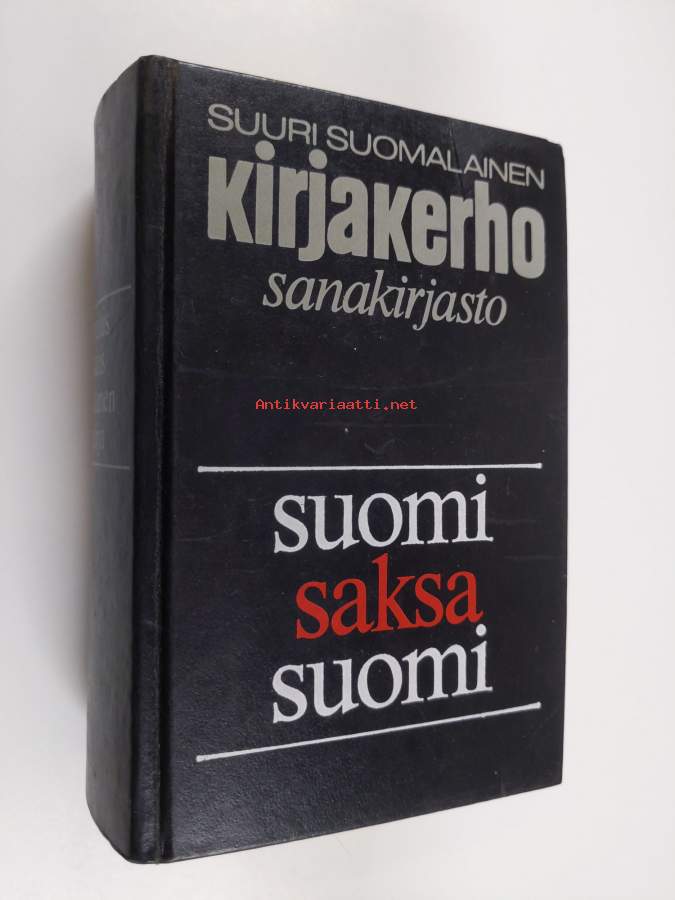 SUURI SUOMALAINEN
kirjakerho
sanakirjasto
Antikvariaatti.net
suomi
saksa
suomi